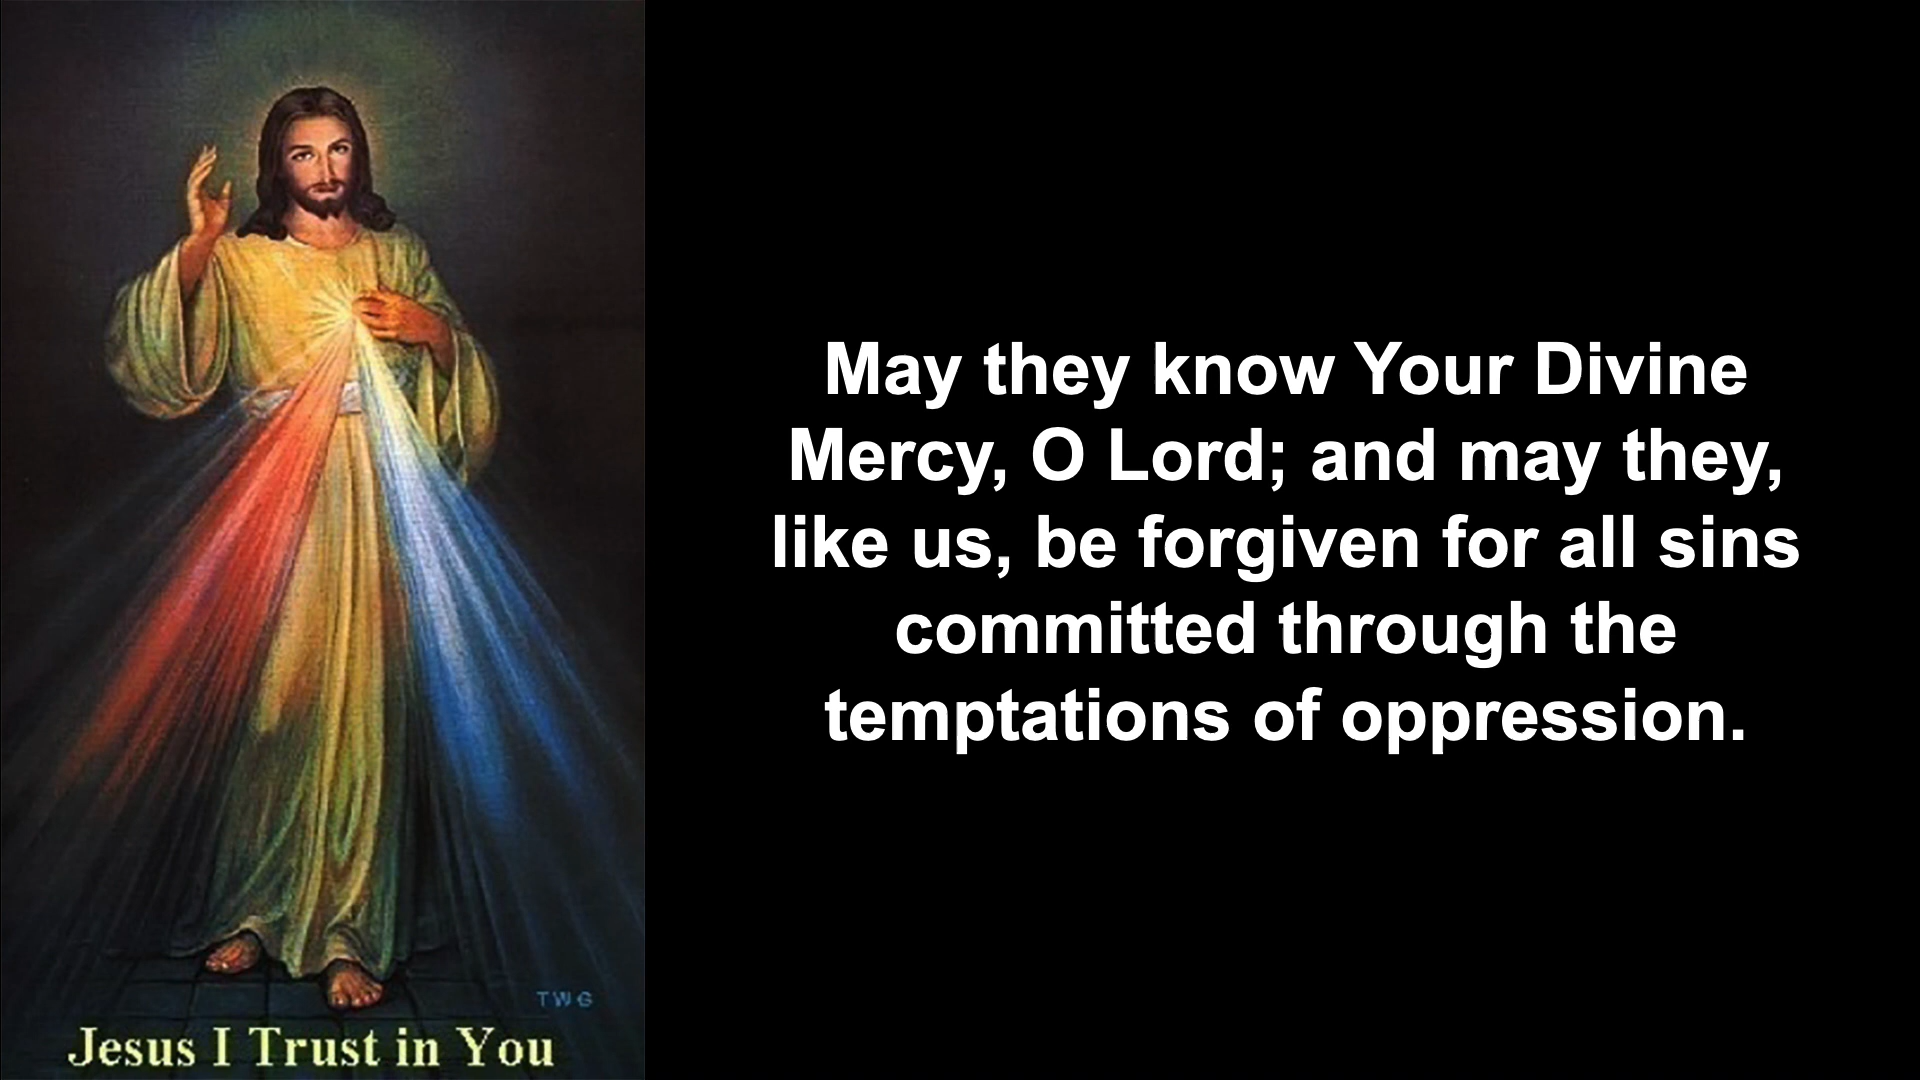 May they know Your Divine
Mercy, O Lord; and may they,
like us, be forgiven for all sins
committed through the
temptations of oppression.
TWG
Jesus I Trust in You